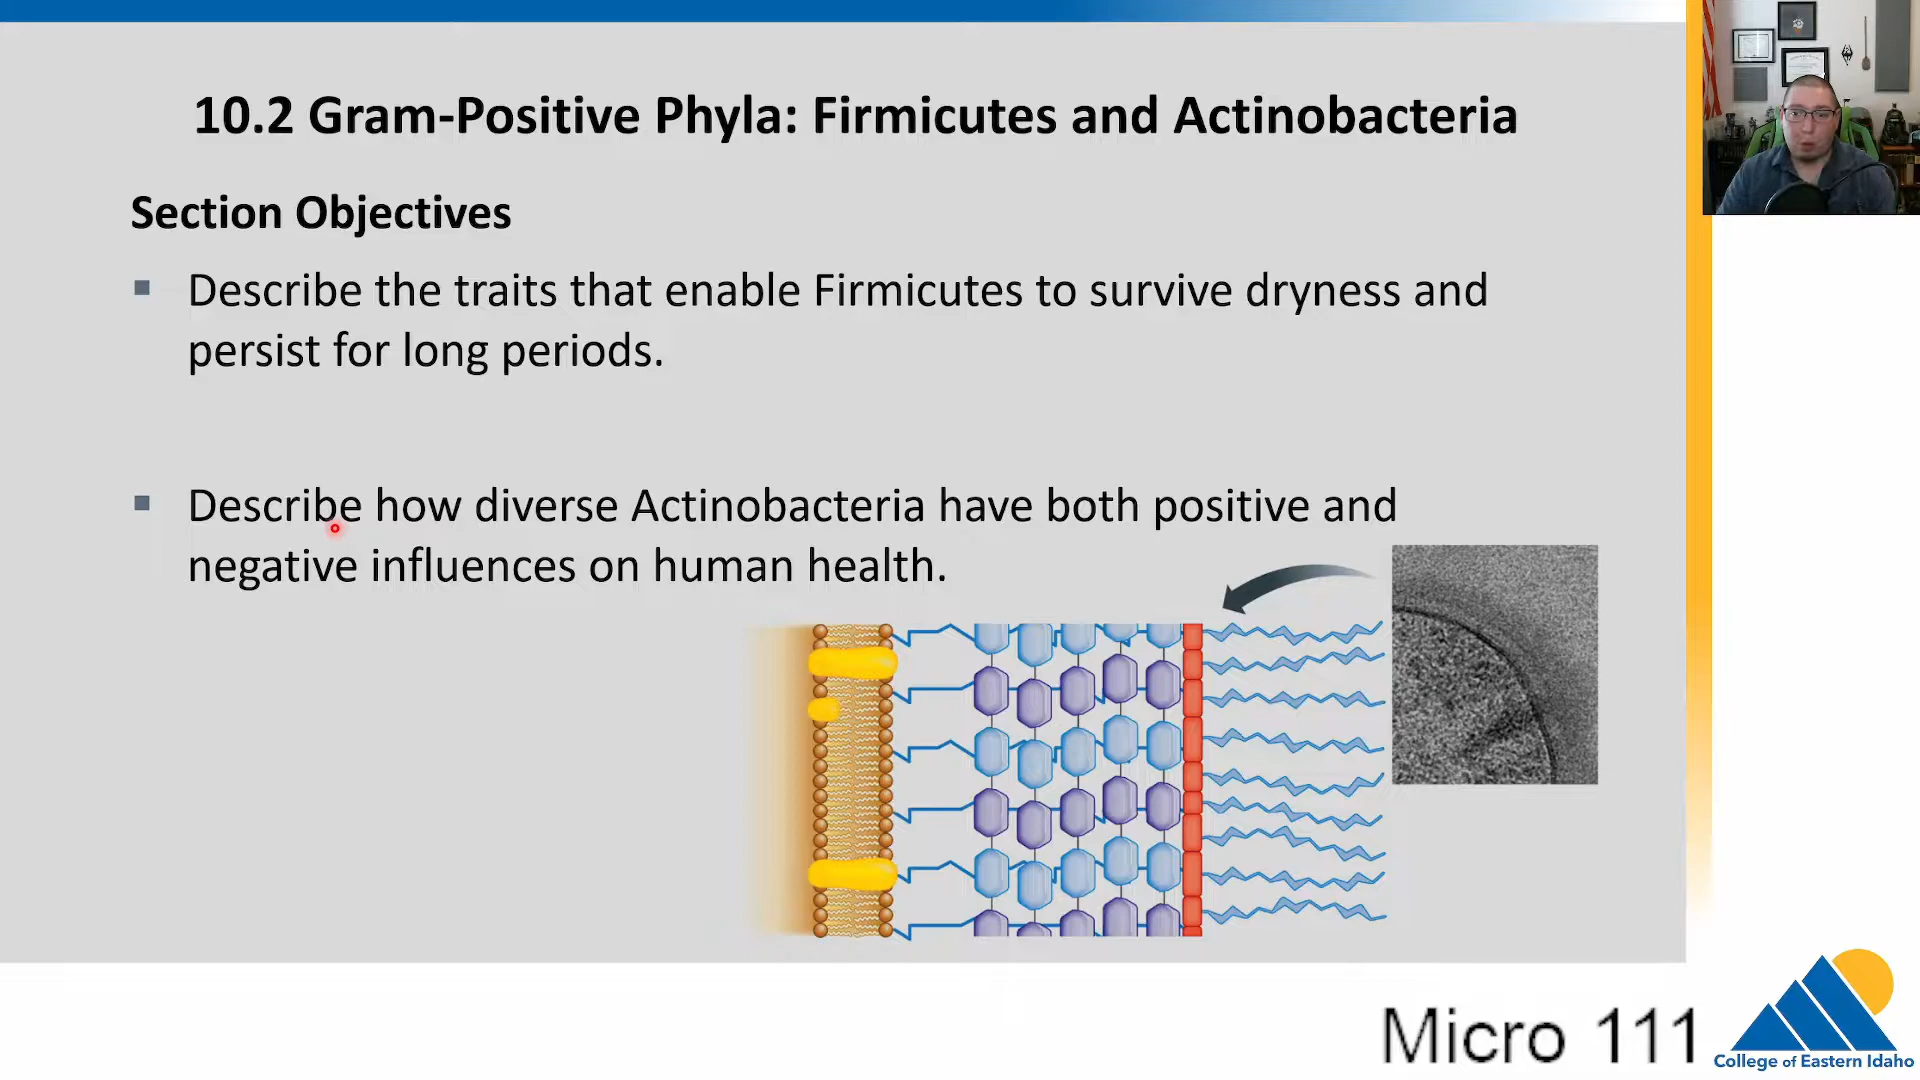 10.2 Gram-Positive Phyla: Firmicutes and Actinobacteria
Section Objectives
Describe the traits that enable Firmicutes to survive dryness and
persist for long periods.
Describe how diverse Actinobacteria have both positive and
negative influences on human health.
Micro 111
College of Eastern Idaho